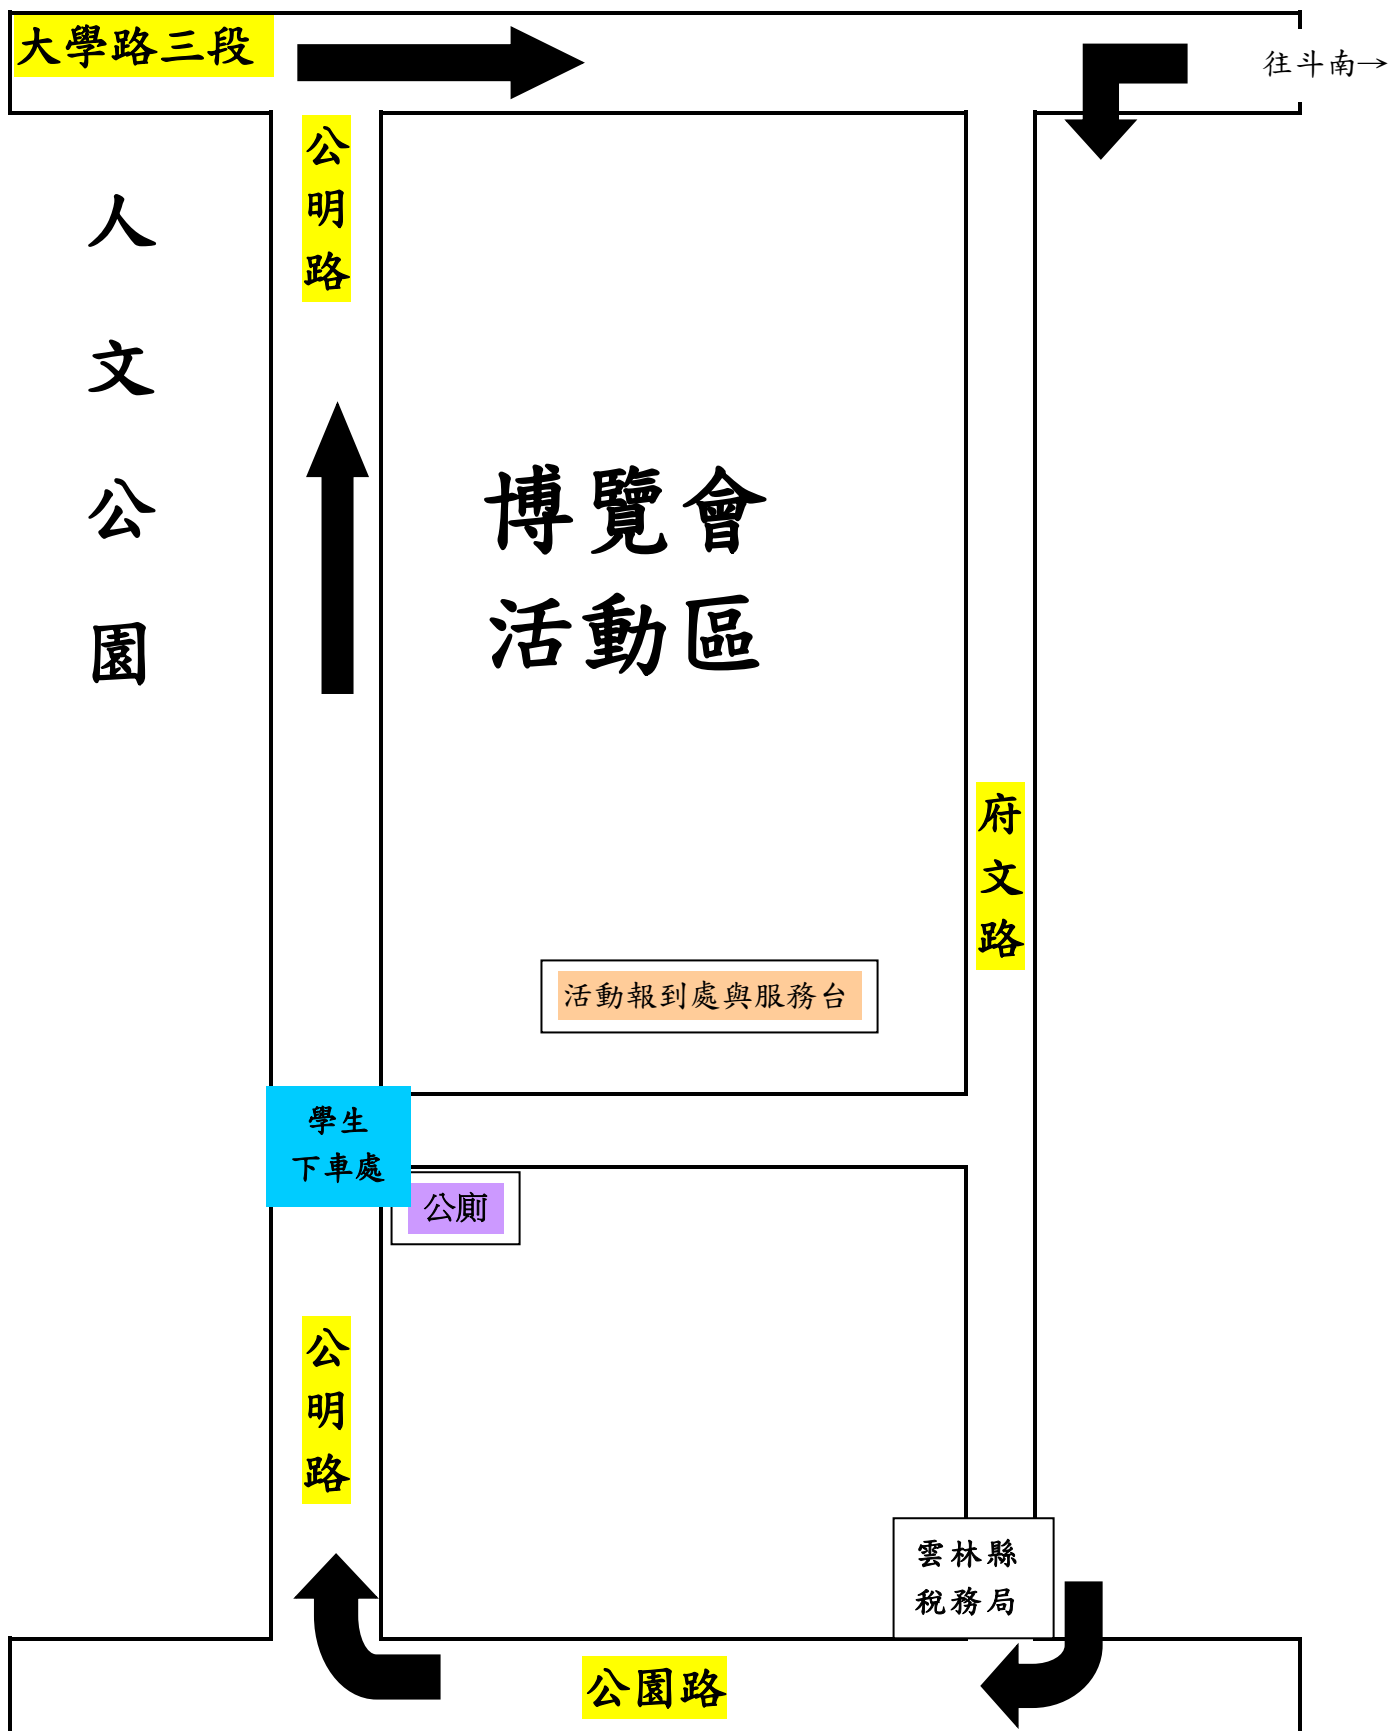 大學路三段
往斗南→
公明路
人文公園
博覽會
活動區
府文路
活動報到處與服務台
學生
下車處
公廁
公明路
雲林縣
稅務局
公園路